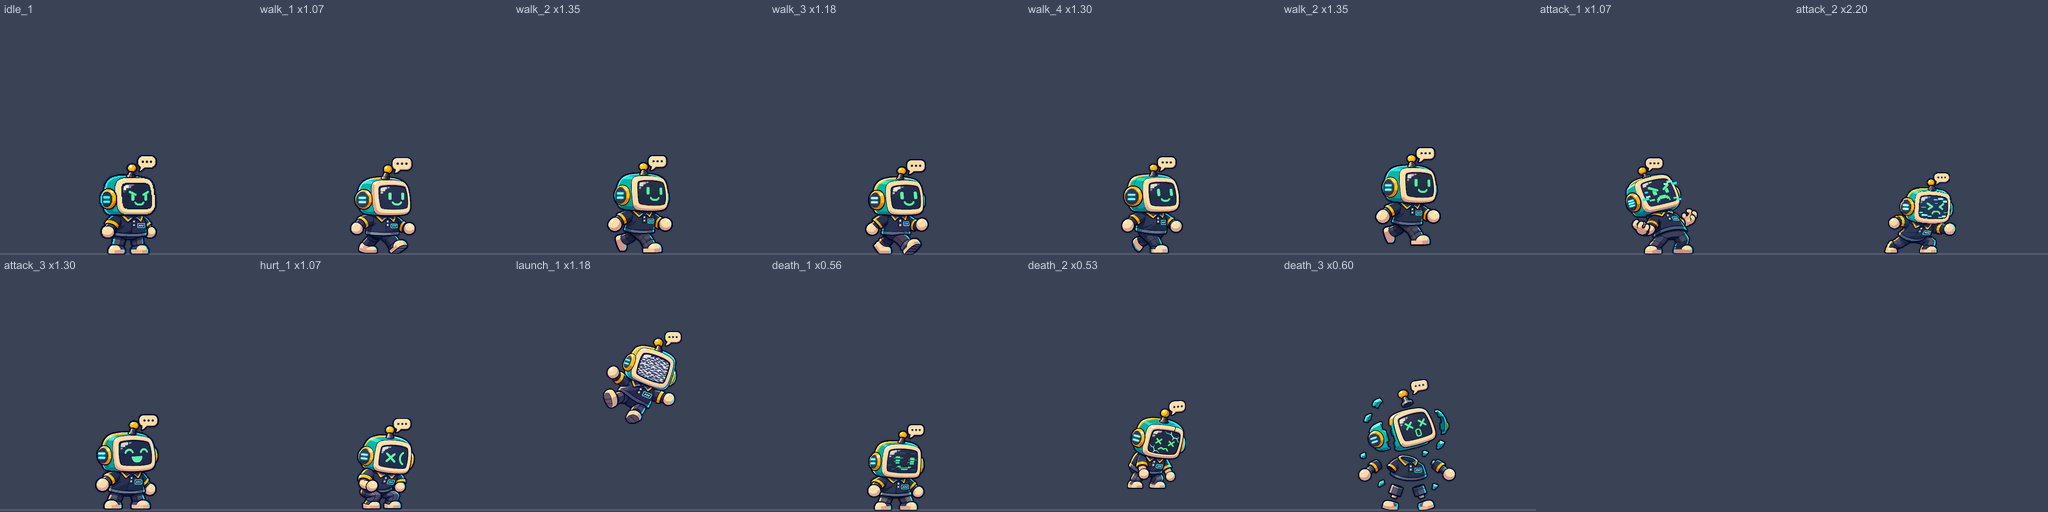 idle_1
walk_1 x1.07
walk_2 x1.35
walk_3 x1.18
walk_4 x1.30
walk_2 x1.35
attack_1 x1.07
attack_2 x2.20
attack_3 x1.30
hurt_1 x1.07
launch_1 x1.18
death_1 x0.56
death_2 x0.53
death_3 x0.60